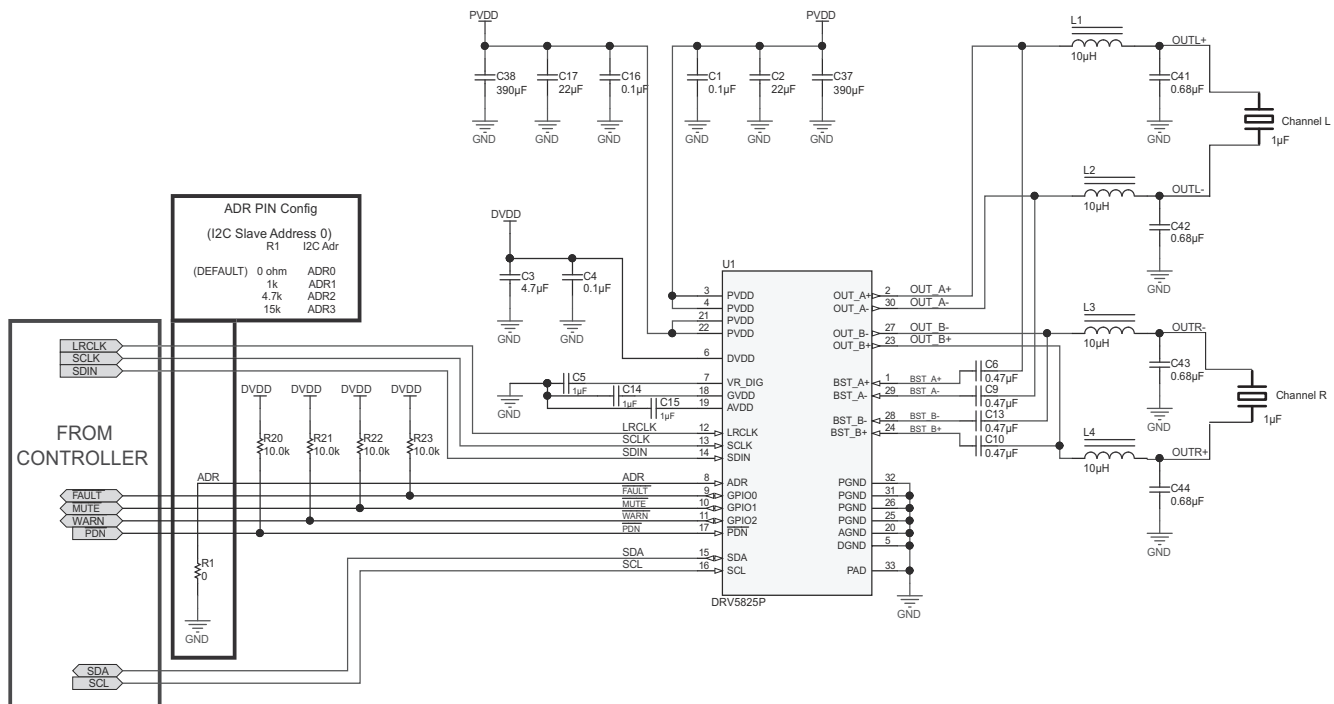 PVDD
C38
390µF
GND
C17
22µF
GND
C16
0.1µF
GND
PVDD
C1
0.1µF
GND
C2
22µF
GND
C37
390µF
GND
L1
10µH
OUTL+
C41
0.68µF
GND
Channel L
1µF
L2
10µH
OUTL-
C42
0.68µF
GND
ADR PIN Config
(I2C Slave Address 0)
R1 I2C Adr
(DEFAULT) 0 ohm ADR0
1k ADR1
4.7k ADR2
15k ADR3
DVDD
C3
4.7µF
GND
C4
0.1µF
GND
U1
3 PVDD
4 PVDD
21 PVDD
22 PVDD
6 DVDD
7 VR_DIG
18 GVDD
19 AVDD
12 LRCLK
13 SCLK
14 SDIN
8 ADR
9 GPIO0
10 GPIO1
11 GPIO2
17 PDN
15 SDA
16 SCL
DRV5825P
OUT_A+ 2 OUT_A+
OUT_A- 30 OUT_A-
OUT_B- 27 OUT_B-
OUT_B+ 23 OUT_B+
BST_A+ 1 BST_A+
BST_A- 29 BST_A-
BST_B- 28 BST_B-
BST_B+ 24 BST_B+
PGND 32
PGND 31
PGND 26
PGND 25
AGND 20
DGND 5
PAD 33
GND
C6
0.47µF
C9
0.47µF
C13
0.47µF
C10
0.47µF
L3
10µH
OUTR-
C43
0.68µF
GND
Channel R
1µF
L4
10µH
OUTR+
C44
0.68µF
GND
GND
C5
1µF
C14
1µF
C15
1µF
LRCLK
SCLK
SDIN
ADR
FAULT
MUTE
WARN
PDN
SDA
SCL
LRCLK
SCLK
SDIN
FROM
CONTROLLER
FAULT
MUTE
WARN
PDN
SDA
SCL
DVDD
R20
10.0k
DVDD
R21
10.0k
DVDD
R22
10.0k
DVDD
R23
10.0k
ADR
R1
0
GND